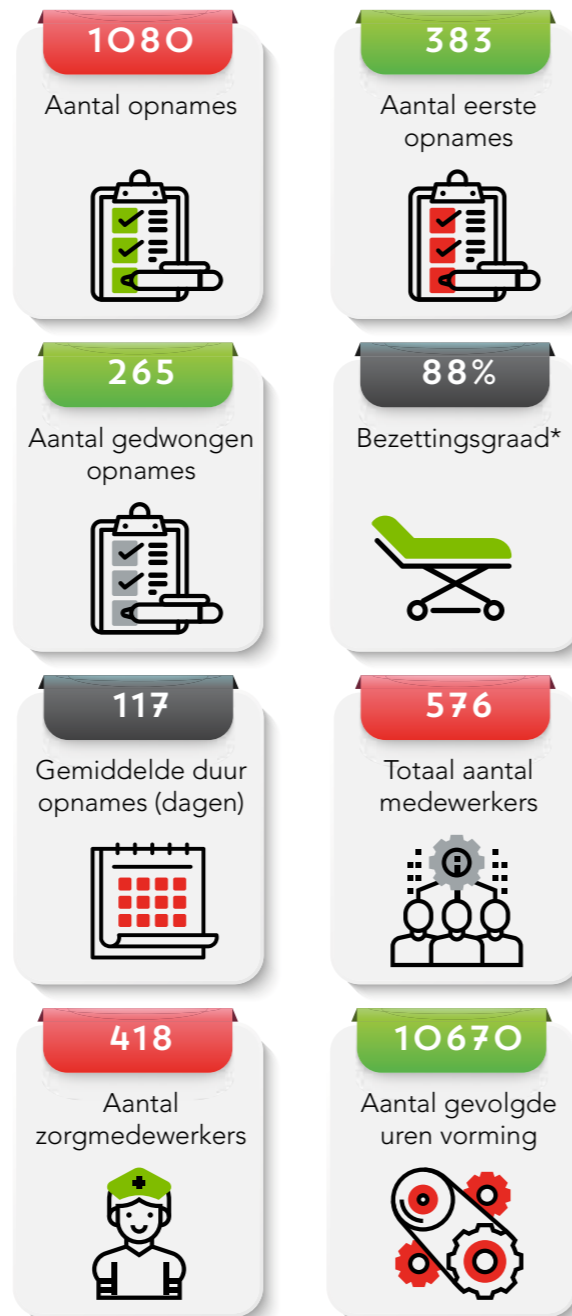 1080
Aantal opnames
383
Aantal eerste
opnames
265
Aantal gedwongen
opnames
88%
Bezettingsgraad*
117
Gemiddelde duur
opnames (dagen)
576
Totaal aantal
medewerkers
418
Aantal
zorgmedewerkers
10670
Aantal gevolgde
uren vorming